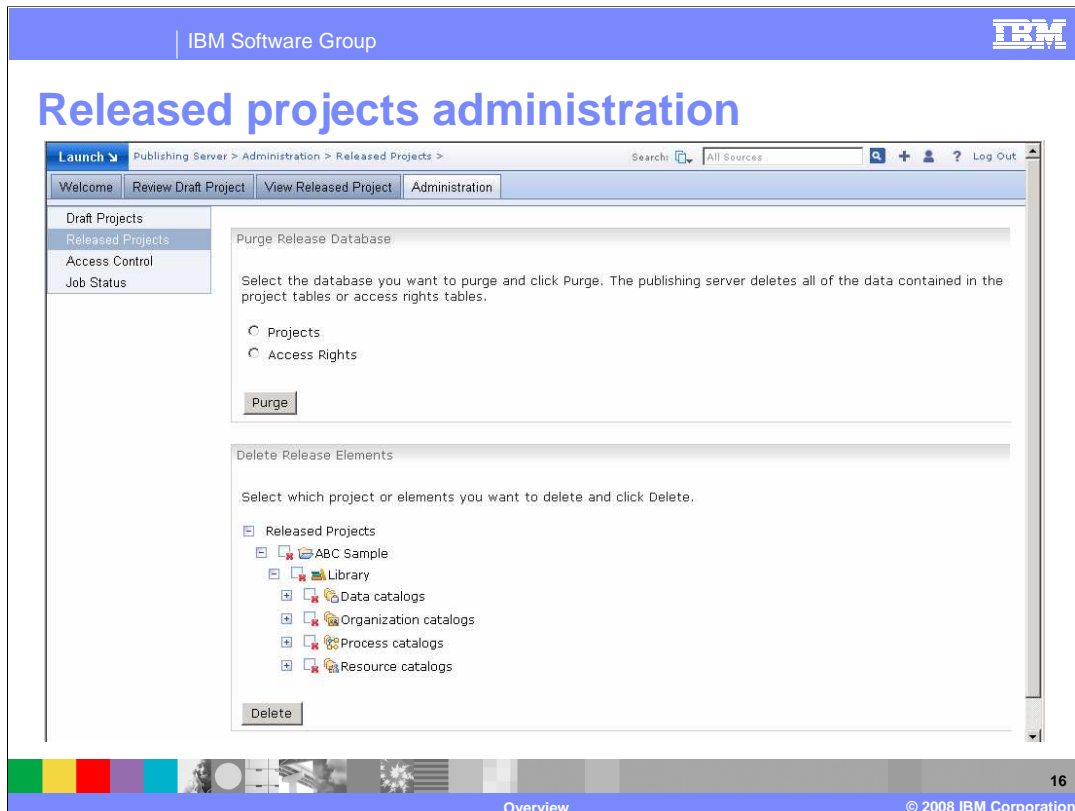 IBM Software Group
IBM
Released projects administration
Launch Publishing Server > Administration > Released Projects > Search: All Sources ? Log Out
Welcome Review Draft Project View Released Project Administration
Draft Projects
Released Projects
Access Control
Job Status
Purge Release Database
Select the database you want to purge and click Purge. The publishing server deletes all of the data contained in the
project tables or access rights tables.
Projects
Access Rights
Purge
Delete Release Elements
Select which project or elements you want to delete and click Delete.
Released Projects
ABC Sample
Library
Data catalogs
Organization catalogs
Process catalogs
Resource catalogs
Delete
16
Overview
© 2008 IBM Corporation